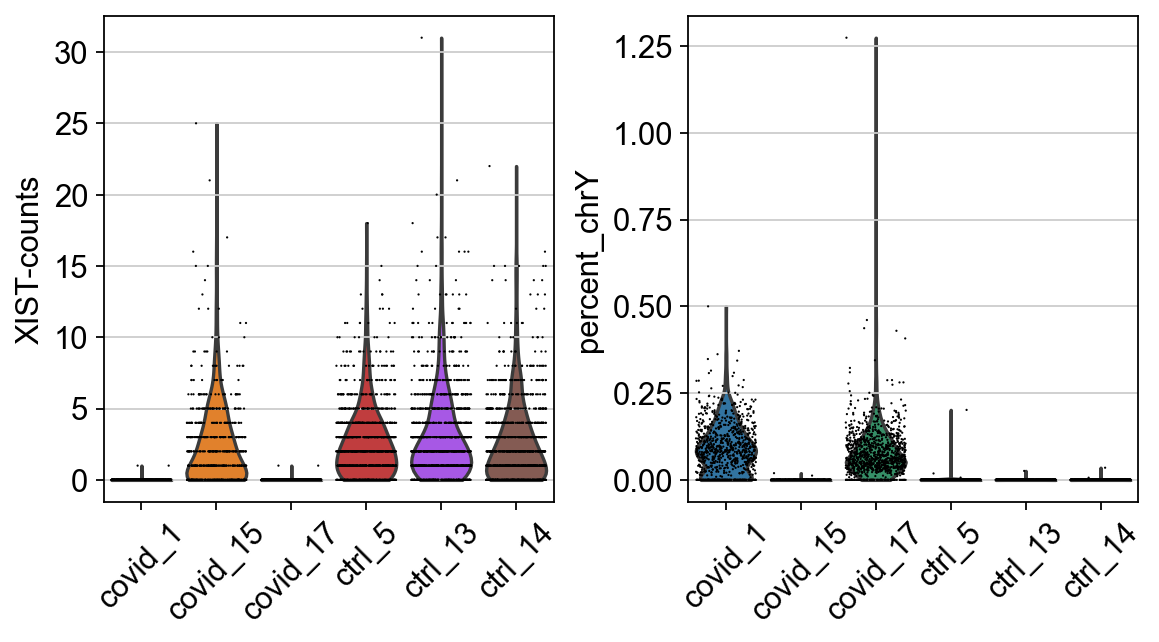 XIST-counts
30
25
20
15
10
5
0
covid_1
covid_15
covid_17
ctrl_5
ctrl_13
ctrl_14
percent_chrY
1.25
1.00
0.75
0.50
0.25
0.00
covid_1
covid_15
covid_17
ctrl_5
ctrl_13
ctrl_14